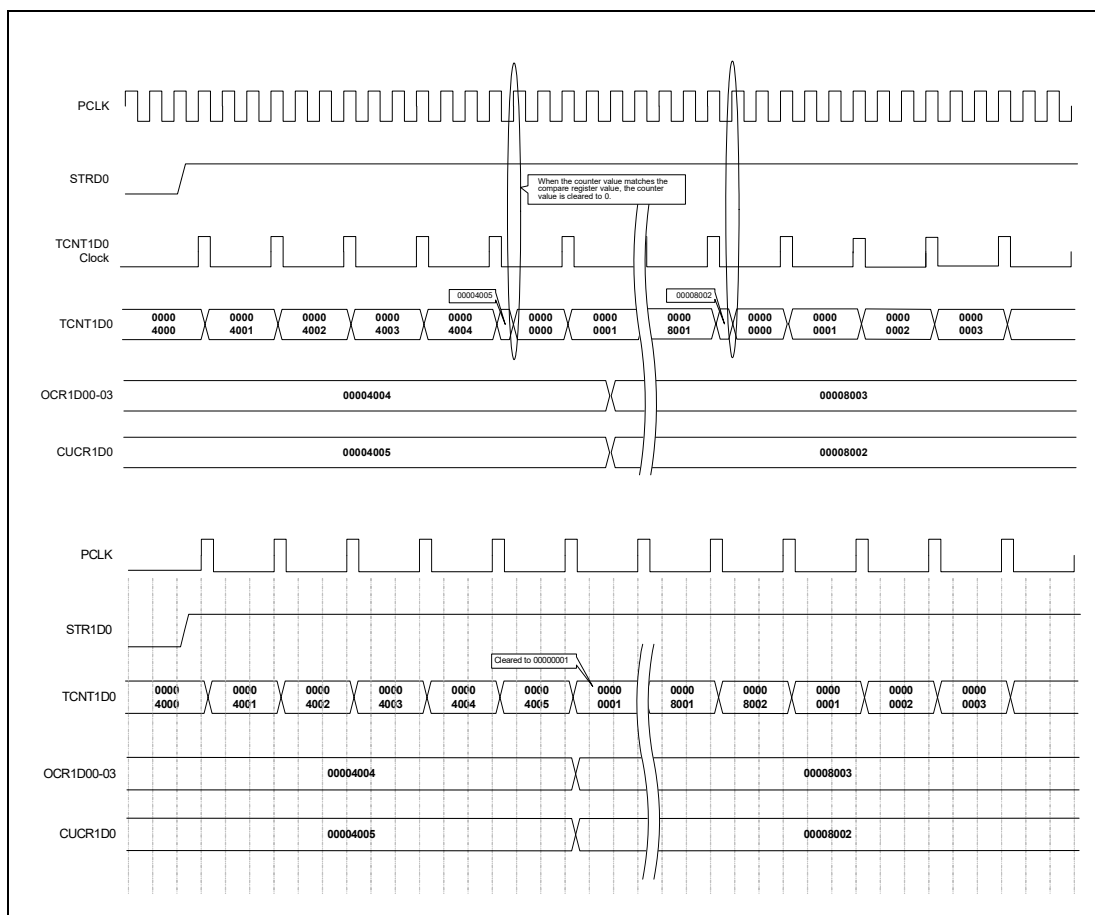 PCLK
STRD0
When the counter value matches the
compare register value, the counter
value is cleared to 0.
TCNT1D0
Clock
00004005
00008002
TCNT1D0
0000 0000 0000 0000 0000 0000 0000 0000 0000 0000 0000 0000
4000 4001 4002 4003 4004 0000 0001 8001 0000 0001 0002 0003
OCR1D00-03
00004004
00008003
CUCR1D0
00004005
00008002
PCLK
STR1D0
Cleared to 00000001
TCNT1D0
0000 0000 0000 0000 0000 0000 0000 0000 0000 0000 0000 0000
4000 4001 4002 4003 4004 4005 0001 8001 8002 0001 0002 0003
OCR1D00-03
00004004
00008003
CUCR1D0
00004005
00008002